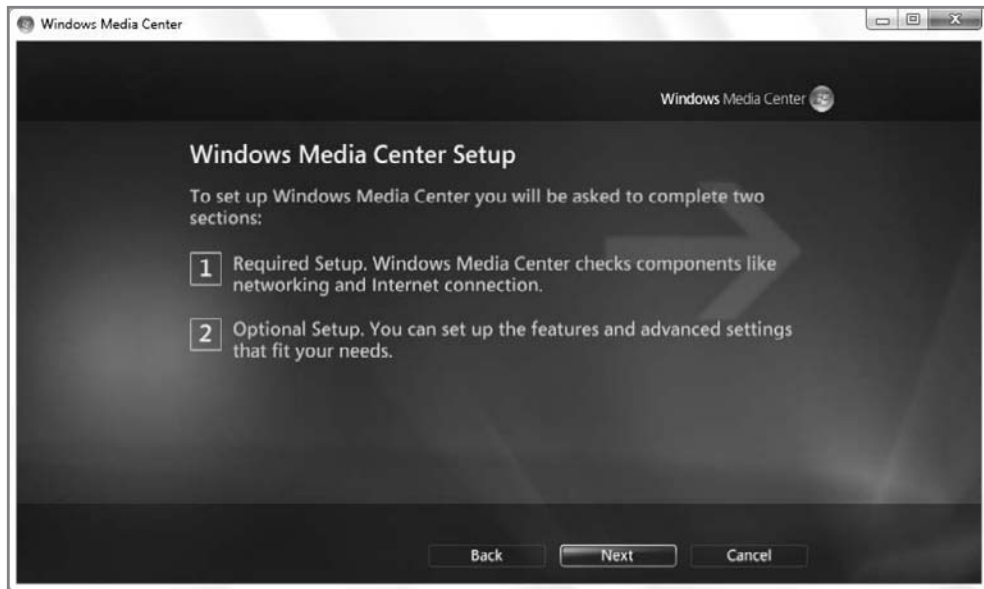 Windows Media Center
Windows Media Center
Windows Media Center Setup
To set up Windows Media Center you will be asked to complete two
sections:
1 Required Setup. Windows Media Center checks components like
networking and Internet connection.
2 Optional Setup. You can set up the features and advanced settings
that fit your needs.
Back Next Cancel